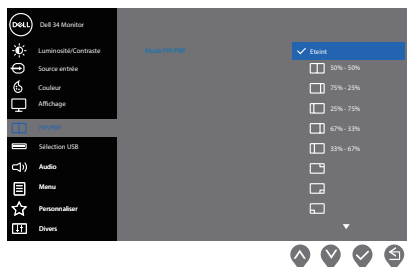 DELL
Dell 34 Monitor
Luminosité/Contraste
Source entrée
Couleur
Affichage
PIP/PBP
Sélection USB
Audio
Menu
Personnaliser
Divers
Mode PIP/PBP
Eteint
50% - 50%
75% - 25%
25% - 75%
67% - 33%
33% - 67%